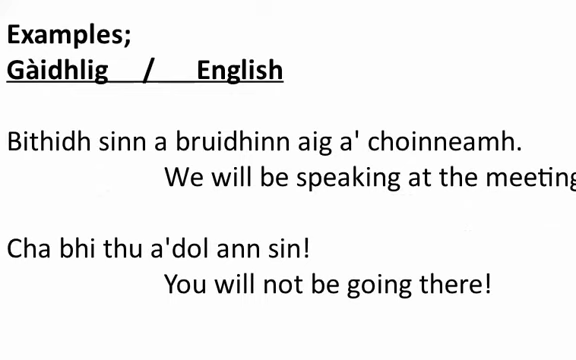 Examples;
Gàidhlig / English
Bithidh sinn a bruidhinn aig a' choinneamh.
We will be speaking at the meeting
Cha bhi thu a'dol ann sin!
You will not be going there!